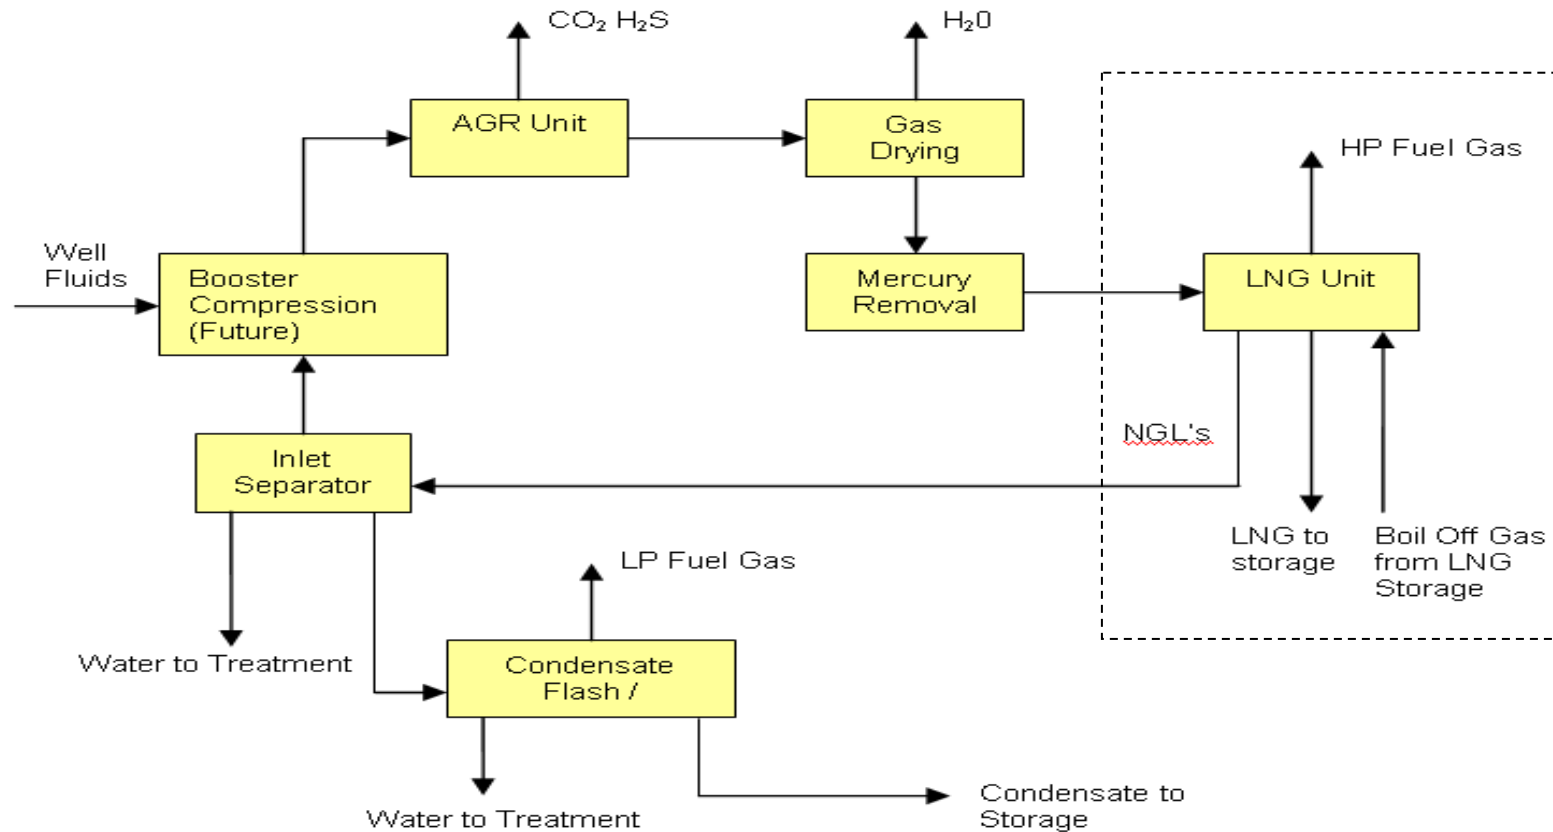 CO₂ H₂S
H₂0
AGR Unit
Gas
Drying
HP Fuel Gas
Well
Fluids
Booster
Compression
(Future)
Mercury
Removal
LNG Unit
NGL's
Inlet
Separator
LNG to
storage
Boil Off Gas
from LNG
Storage
LP Fuel Gas
Water to Treatment
Condensate
Flash /
Water to Treatment
Condensate to
Storage